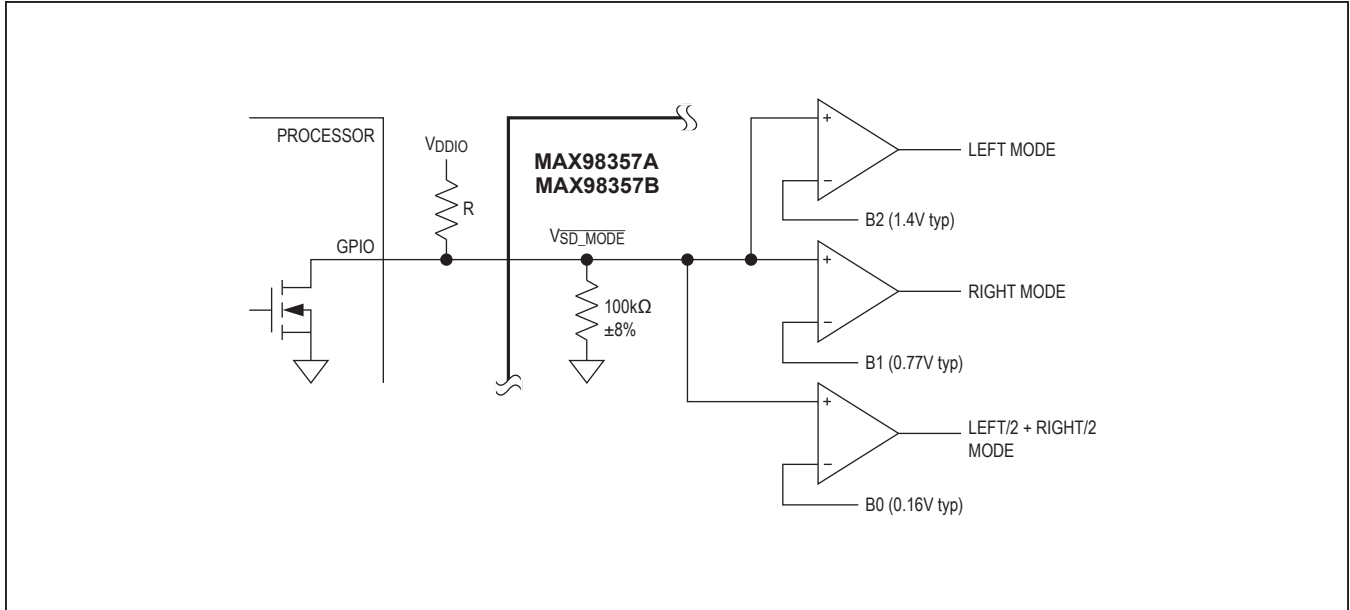 PROCESSOR
VDDIO
R
GPIO
MAX98357A
MAX98357B
VSD_MODE
100kΩ
±8%
+
−
LEFT MODE
B2 (1.4V typ)
+
−
RIGHT MODE
B1 (0.77V typ)
+
−
LEFT/2 + RIGHT/2
MODE
B0 (0.16V typ)